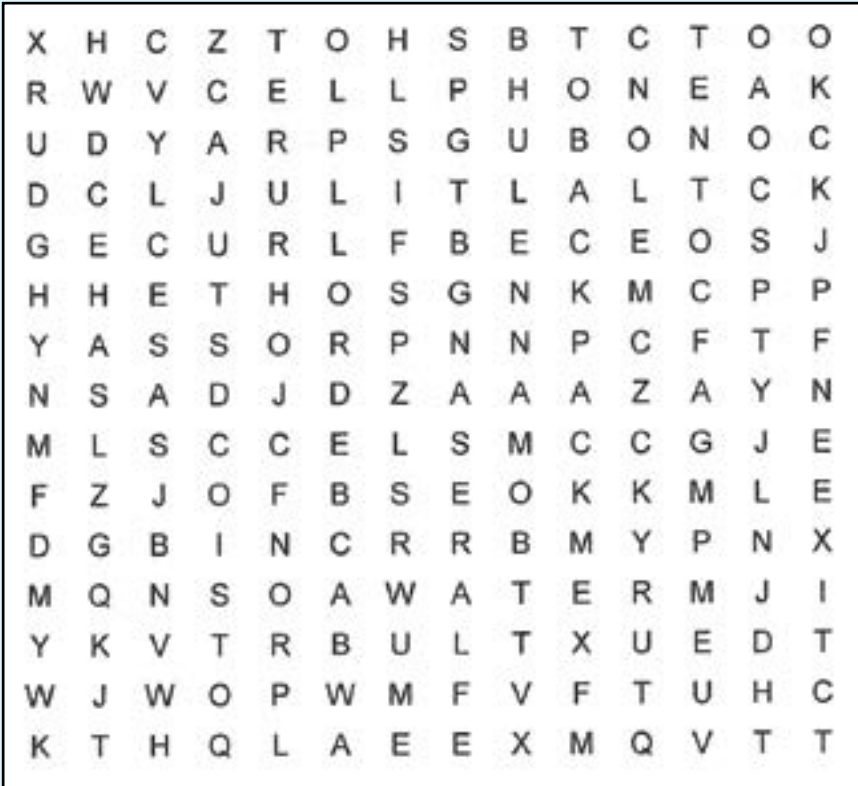 X H C Z T O H S B T C T O O
R W V C E L L P H O N E A K
U D Y A R P S G U B O N O C
D C L J U L I T L A L T C K
G E C U R L F B E C E O S J
H H E T H O S G N K M C P P
Y A S S O R P N N P C F T F
N S A D J D Z A A A Z A Y N
M L S C C E L S M C C G J E
F Z J O F B S E O K K M L E
D G B I N C R R B M Y P N X
M Q N S O A W A T E R M J I
Y K V T R B U L T X U E D T
W J W O P W M F V F T U H C
K T H Q L A E E X M Q V T T